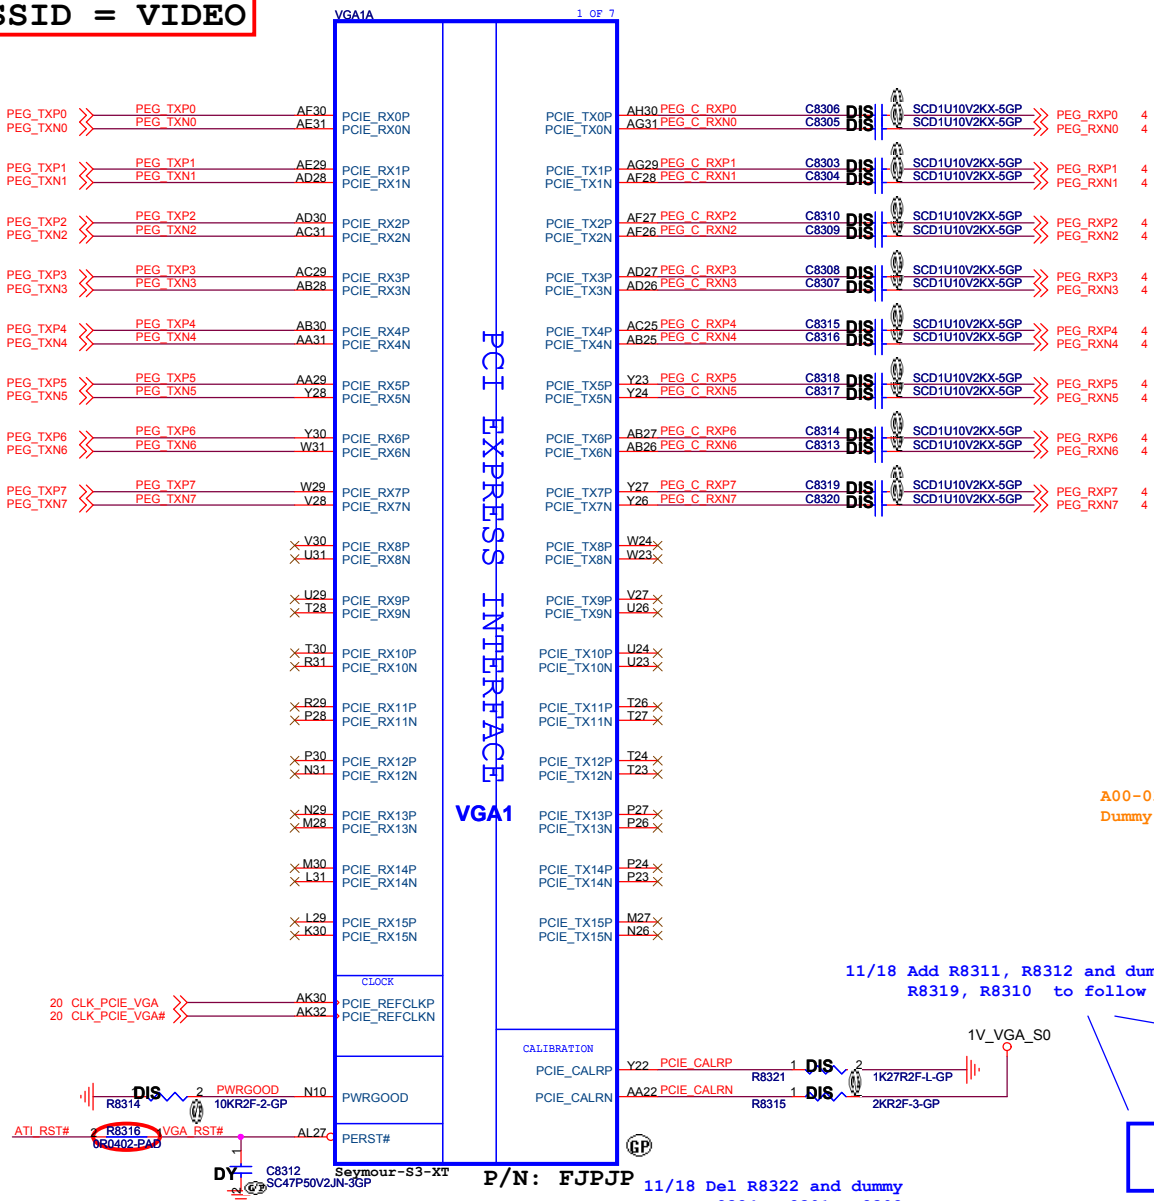 SSID = VIDEO
VGA1A 1 OF 7
PEG_TXP0 PEG_TXP0 AF30 PCIE_RX0P PCIE_TX0P AH30 PEG_C_RXP0 C8306 DIS SCD1U10V2KX-5GP PEG_RXP0 4
PEG_TXN0 PEG_TXN0 AE31 PCIE_RX0N PCIE_TX0N AG31 PEG_C_RXN0 C8305 DIS SCD1U10V2KX-5GP PEG_RXN0 4
PEG_TXP1 PEG_TXP1 AE29 PCIE_RX1P PCIE_TX1P AG29 PEG_C_RXP1 C8303 DIS SCD1U10V2KX-5GP PEG_RXP1 4
PEG_TXN1 PEG_TXN1 AD28 PCIE_RX1N PCIE_TX1N AF28 PEG_C_RXN1 C8304 DIS SCD1U10V2KX-5GP PEG_RXN1 4
PEG_TXP2 PEG_TXP2 AD30 PCIE_RX2P PCIE_TX2P AF27 PEG_C_RXP2 C8310 DIS SCD1U10V2KX-5GP PEG_RXP2 4
PEG_TXN2 PEG_TXN2 AC31 PCIE_RX2N PCIE_TX2N AF26 PEG_C_RXN2 C8309 DIS SCD1U10V2KX-5GP PEG_RXN2 4
PEG_TXP3 PEG_TXP3 AC29 PCIE_RX3P PCIE_TX3P AD27 PEG_C_RXP3 C8308 DIS SCD1U10V2KX-5GP PEG_RXP3 4
PEG_TXN3 PEG_TXN3 AB28 PCIE_RX3N PCIE_TX3N AD26 PEG_C_RXN3 C8307 DIS SCD1U10V2KX-5GP PEG_RXN3 4
PEG_TXP4 PEG_TXP4 AB30 PCIE_RX4P PCIE_TX4P AC25 PEG_C_RXP4 C8315 DIS SCD1U10V2KX-5GP PEG_RXP4 4
PEG_TXN4 PEG_TXN4 AA31 PCIE_RX4N PCIE_TX4N AB25 PEG_C_RXN4 C8316 DIS SCD1U10V2KX-5GP PEG_RXN4 4
PEG_TXP5 PEG_TXP5 AA29 PCIE_RX5P PCIE_TX5P Y23 PEG_C_RXP5 C8318 DIS SCD1U10V2KX-5GP PEG_RXP5 4
PEG_TXN5 PEG_TXN5 Y28 PCIE_RX5N PCIE_TX5N Y24 PEG_C_RXN5 C8317 DIS SCD1U10V2KX-5GP PEG_RXN5 4
PEG_TXP6 PEG_TXP6 Y30 PCIE_RX6P PCIE_TX6P AB27 PEG_C_RXP6 C8314 DIS SCD1U10V2KX-5GP PEG_RXP6 4
PEG_TXN6 PEG_TXN6 W31 PCIE_RX6N PCIE_TX6N AB26 PEG_C_RXN6 C8313 DIS SCD1U10V2KX-5GP PEG_RXN6 4
PEG_TXP7 PEG_TXP7 W29 PCIE_RX7P PCIE_TX7P Y27 PEG_C_RXP7 C8319 DIS SCD1U10V2KX-5GP PEG_RXP7 4
PEG_TXN7 PEG_TXN7 V28 PCIE_RX7N PCIE_TX7N Y26 PEG_C_RXN7 C8320 DIS SCD1U10V2KX-5GP PEG_RXN7 4
PCI EXPRESS INTERFACE
V30 PCIE_RX8P PCIE_TX8P W24
U31 PCIE_RX8N PCIE_TX8N W23
U29 PCIE_RX9P PCIE_TX9P V27
T28 PCIE_RX9N PCIE_TX9N U26
T30 PCIE_RX10P PCIE_TX10P U24
R31 PCIE_RX10N PCIE_TX10N U23
R29 PCIE_RX11P PCIE_TX11P T26
P28 PCIE_RX11N PCIE_TX11N T27
P30 PCIE_RX12P PCIE_TX12P T24
N31 PCIE_RX12N PCIE_TX12N T23
VGA1
N29 PCIE_RX13P PCIE_TX13P P27
M28 PCIE_RX13N PCIE_TX13N P26
M30 PCIE_RX14P PCIE_TX14P P24
L31 PCIE_RX14N PCIE_TX14N P23
L29 PCIE_RX15P PCIE_TX15P M27
K30 PCIE_RX15N PCIE_TX15N N26
A00-0
Dummy
11/18 Add R8311, R8312 and dum
R8319, R8310 to follow
CLOCK
20 CLK_PCIE_VGA AK30 PCIE_REFCLKP
20 CLK_PCIE_VGA# AK32 PCIE_REFCLKN
1V_VGA_S0
CALIBRATION
PCIE_CALRP Y22 PCIE_CALRP R8321 1 DIS 2 1K27R2F-L-GP
PCIE_CALRN AA22 PCIE_CALRN R8315 1 DIS 2 2KR2F-3-GP
R8314 1 DIS 2 PWRGOOD 10KR2F-2-GP N10 PWRGOOD
ATI_RST# 2 R8316 1 VGA_RST# AL27 PERST#
0R0402-PAD
DY 1 2 C8312 SC47P50V2JN-3GP
GP
Seymour-S3-XT P/N: FJPJP
11/18 Del R8322 and dummy